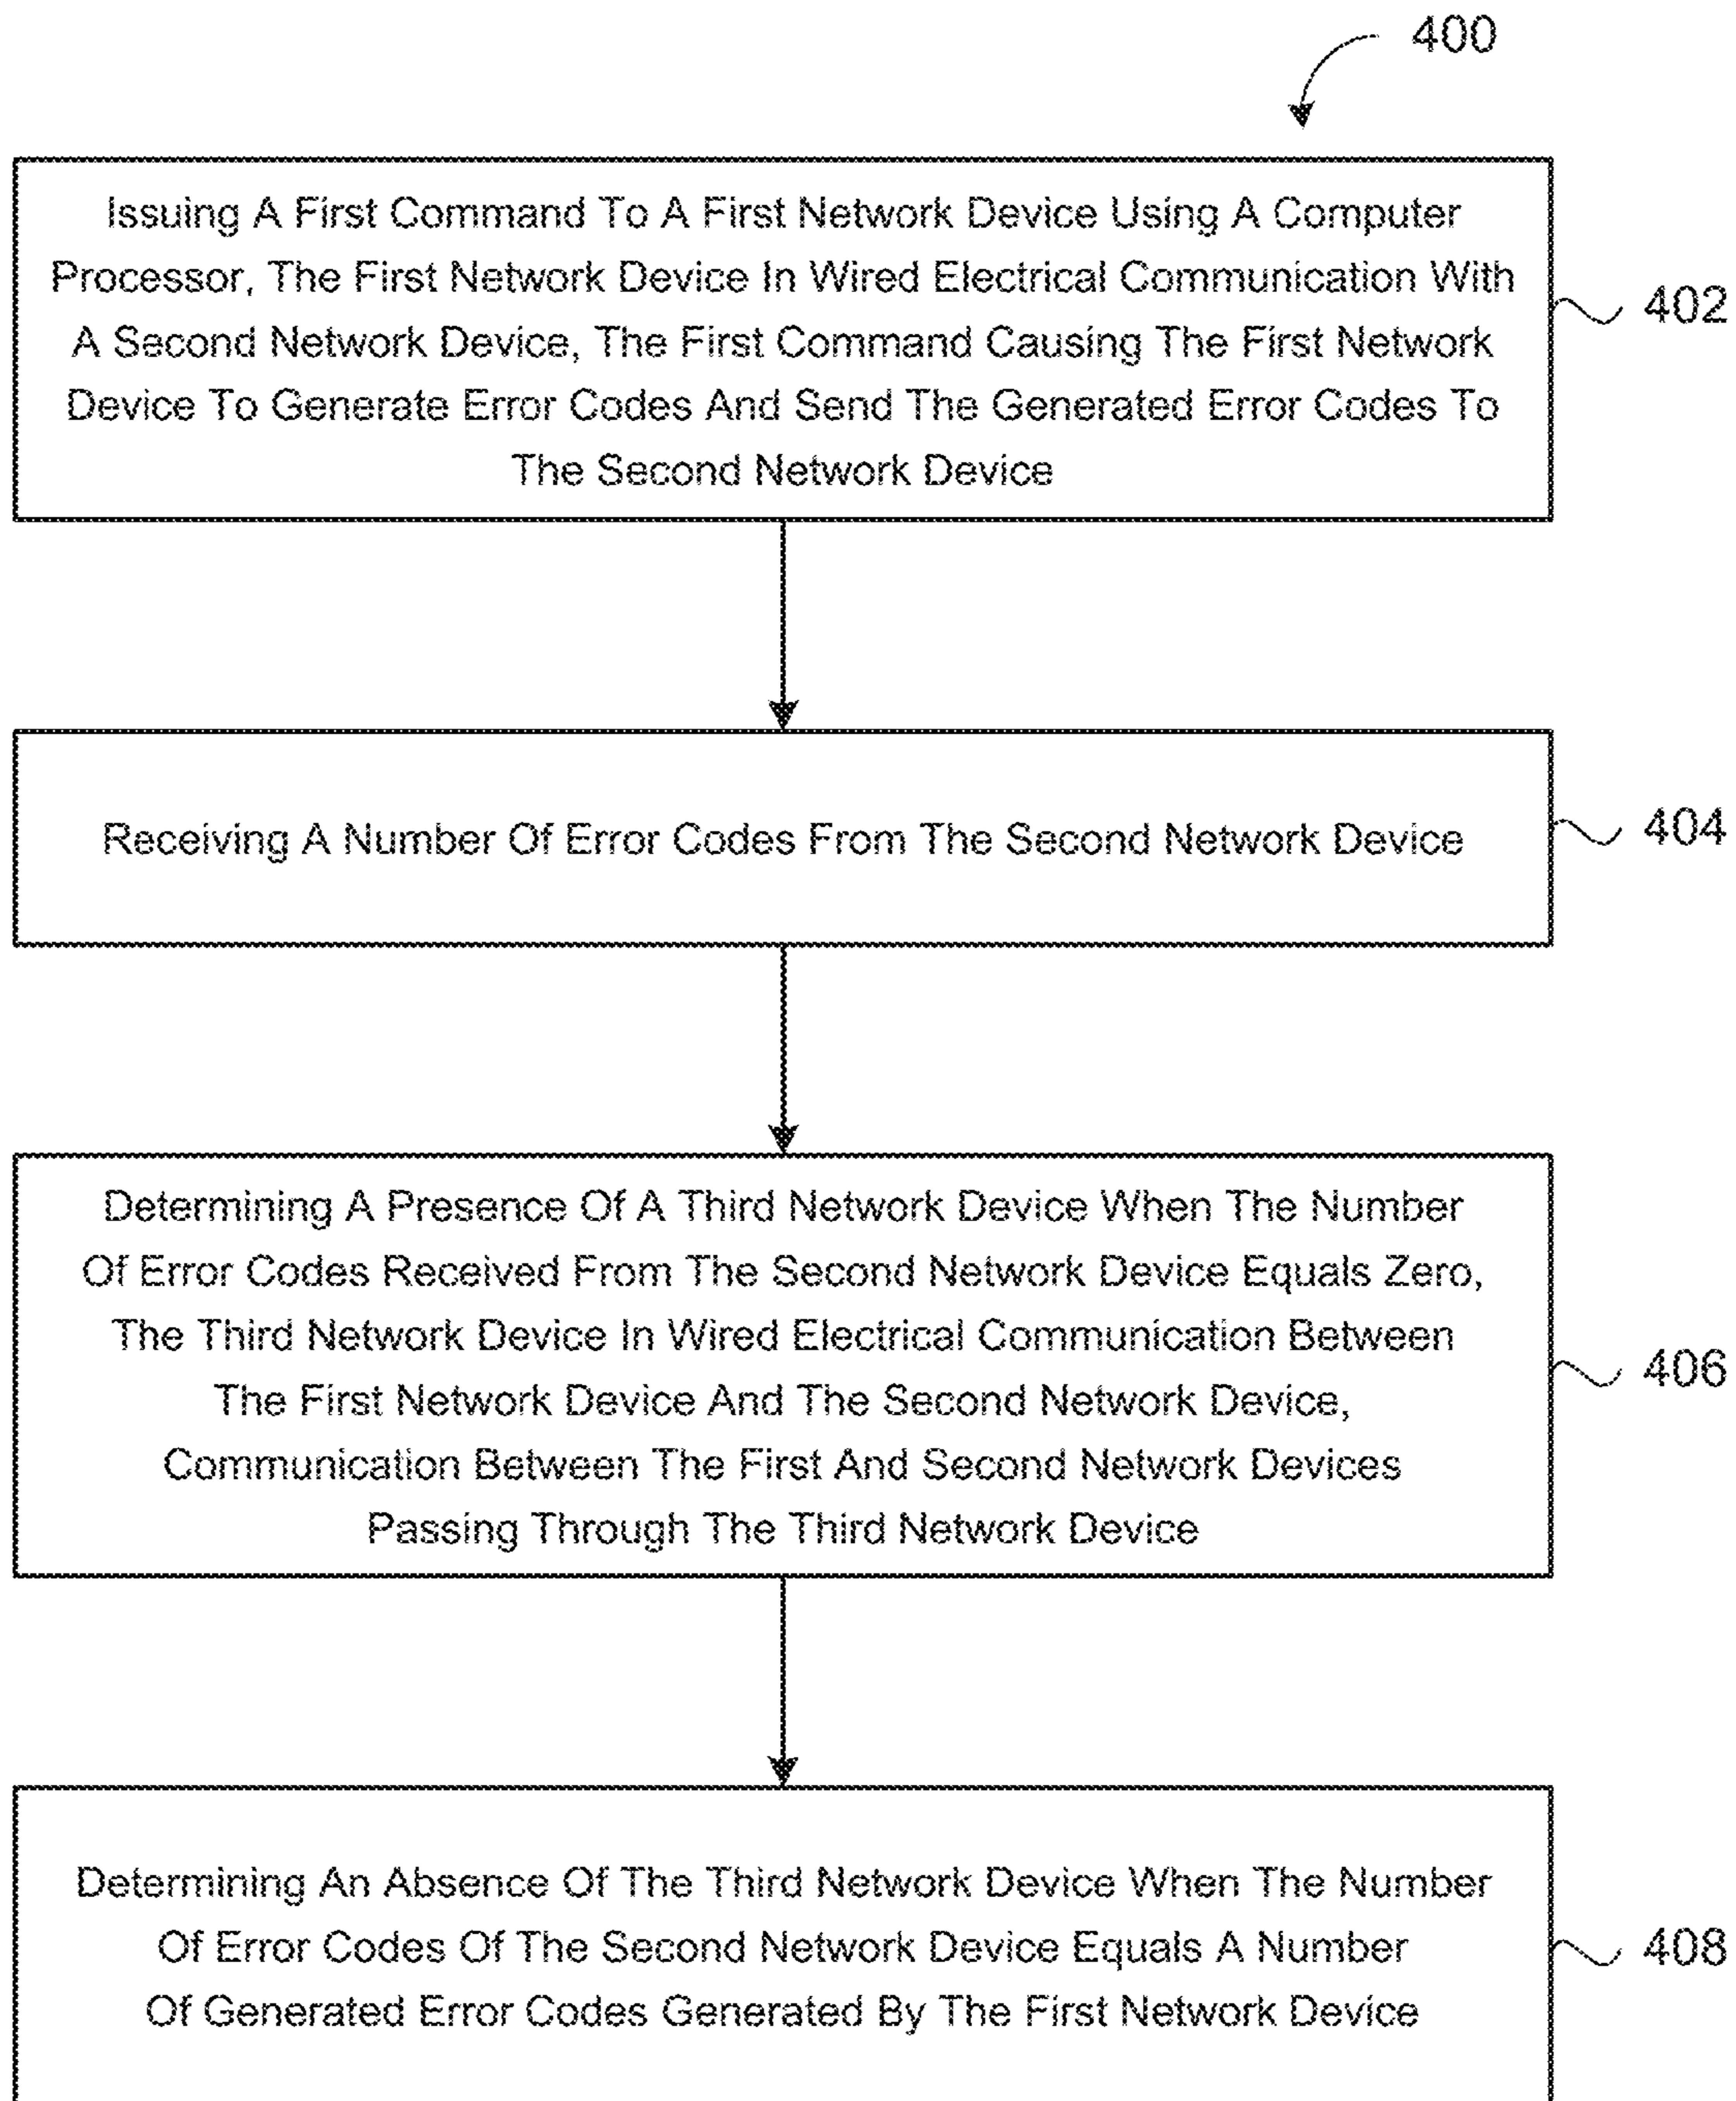 400
Issuing A First Command To A First Network Device Using A Computer
Processor, The First Network Device In Wired Electrical Communication With
A Second Network Device, The First Command Causing The First Network
Device To Generate Error Codes And Send The Generated Error Codes To
The Second Network Device
402
Receiving A Number Of Error Codes From The Second Network Device
404
Determining A Presence Of A Third Network Device When The Number
Of Error Codes Received From The Second Network Device Equals Zero,
The Third Network Device In Wired Electrical Communication Between
The First Network Device And The Second Network Device,
Communication Between The First And Second Network Devices
Passing Through The Third Network Device
406
Determining An Absence Of The Third Network Device When The Number
Of Error Codes Of The Second Network Device Equals A Number
Of Generated Error Codes Generated By The First Network Device
408